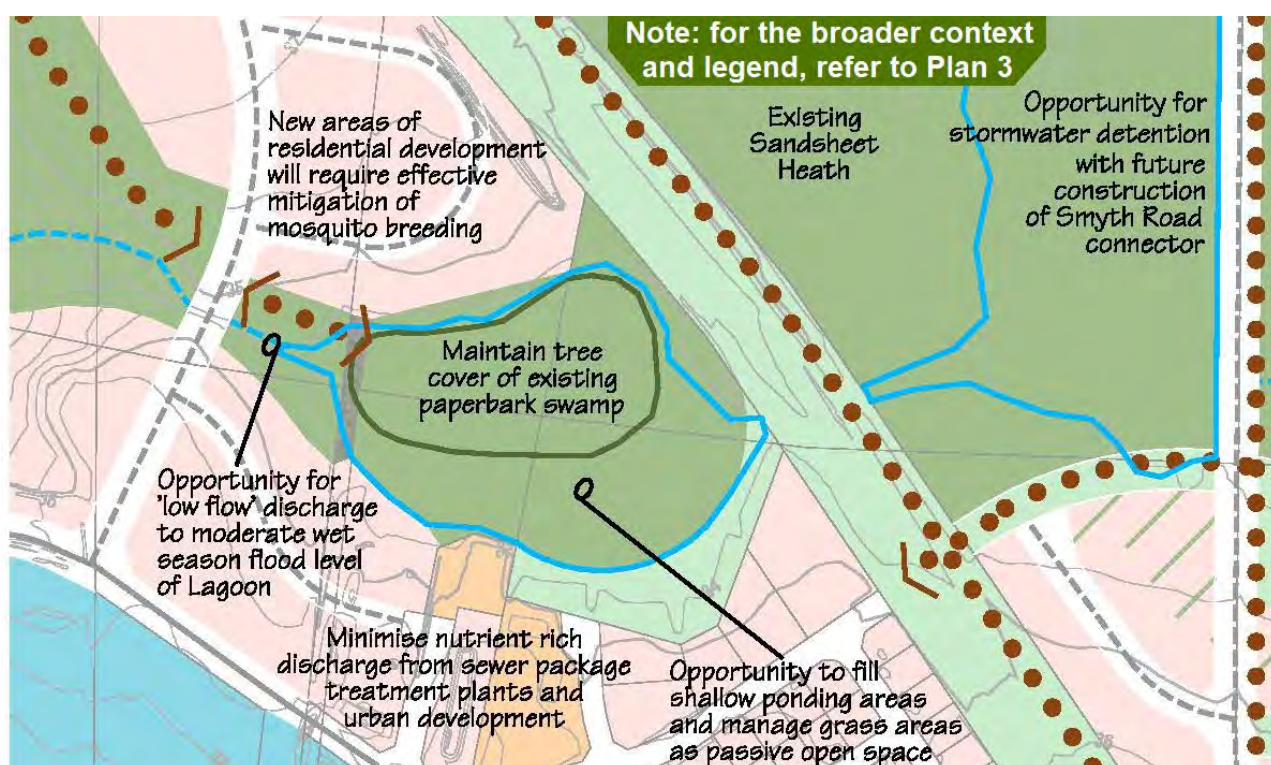 Note: for the broader context
and legend, refer to Plan 3
New areas of
residential development
will require effective
mitigation of
mosquito breeding
Existing
Sandsheet
Heath
Opportunity for
stormwater detention
with future
construction
of Smyth Road
connector
Maintain tree
cover of existing
paperbark swamp
Opportunity for
'low flow' discharge
to moderate wet
season flood level
of Lagoon
Minimise nutrient rich
discharge from sewer package
treatment plants and
urban development
Opportunity to fill
shallow ponding areas
and manage grass areas
as passive open space